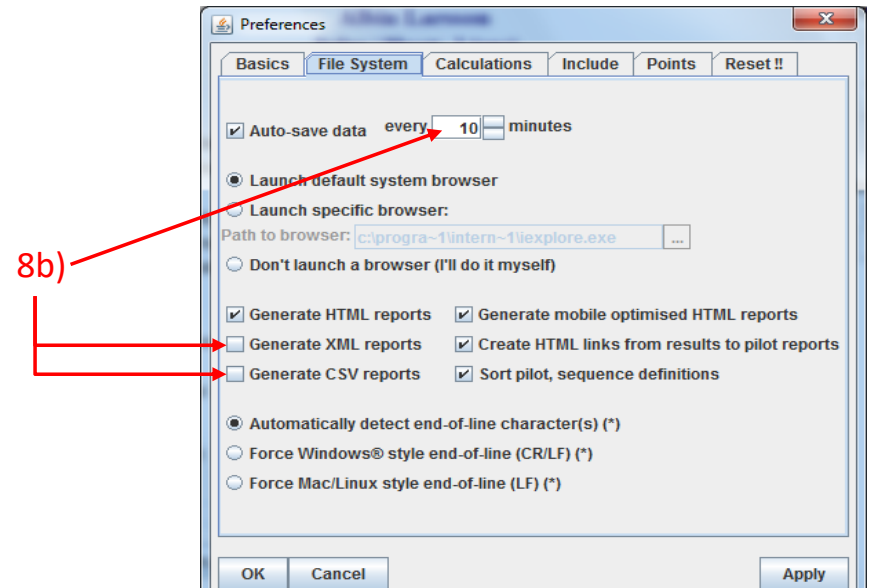 Preferences
Basics File System Calculations Include Points Reset !!
Auto-save data every 10 minutes
Launch default system browser
Launch specific browser:
Path to browser: c:\progra~1\intern~1\iexplore.exe ...
8b)
Don't launch a browser (I'll do it myself)
Generate HTML reports Generate mobile optimised HTML reports
Generate XML reports Create HTML links from results to pilot reports
Generate CSV reports Sort pilot, sequence definitions
Automatically detect end-of-line character(s) (*)
Force Windows® style end-of-line (CR/LF) (*)
Force Mac/Linux style end-of-line (LF) (*)
OK Cancel Apply